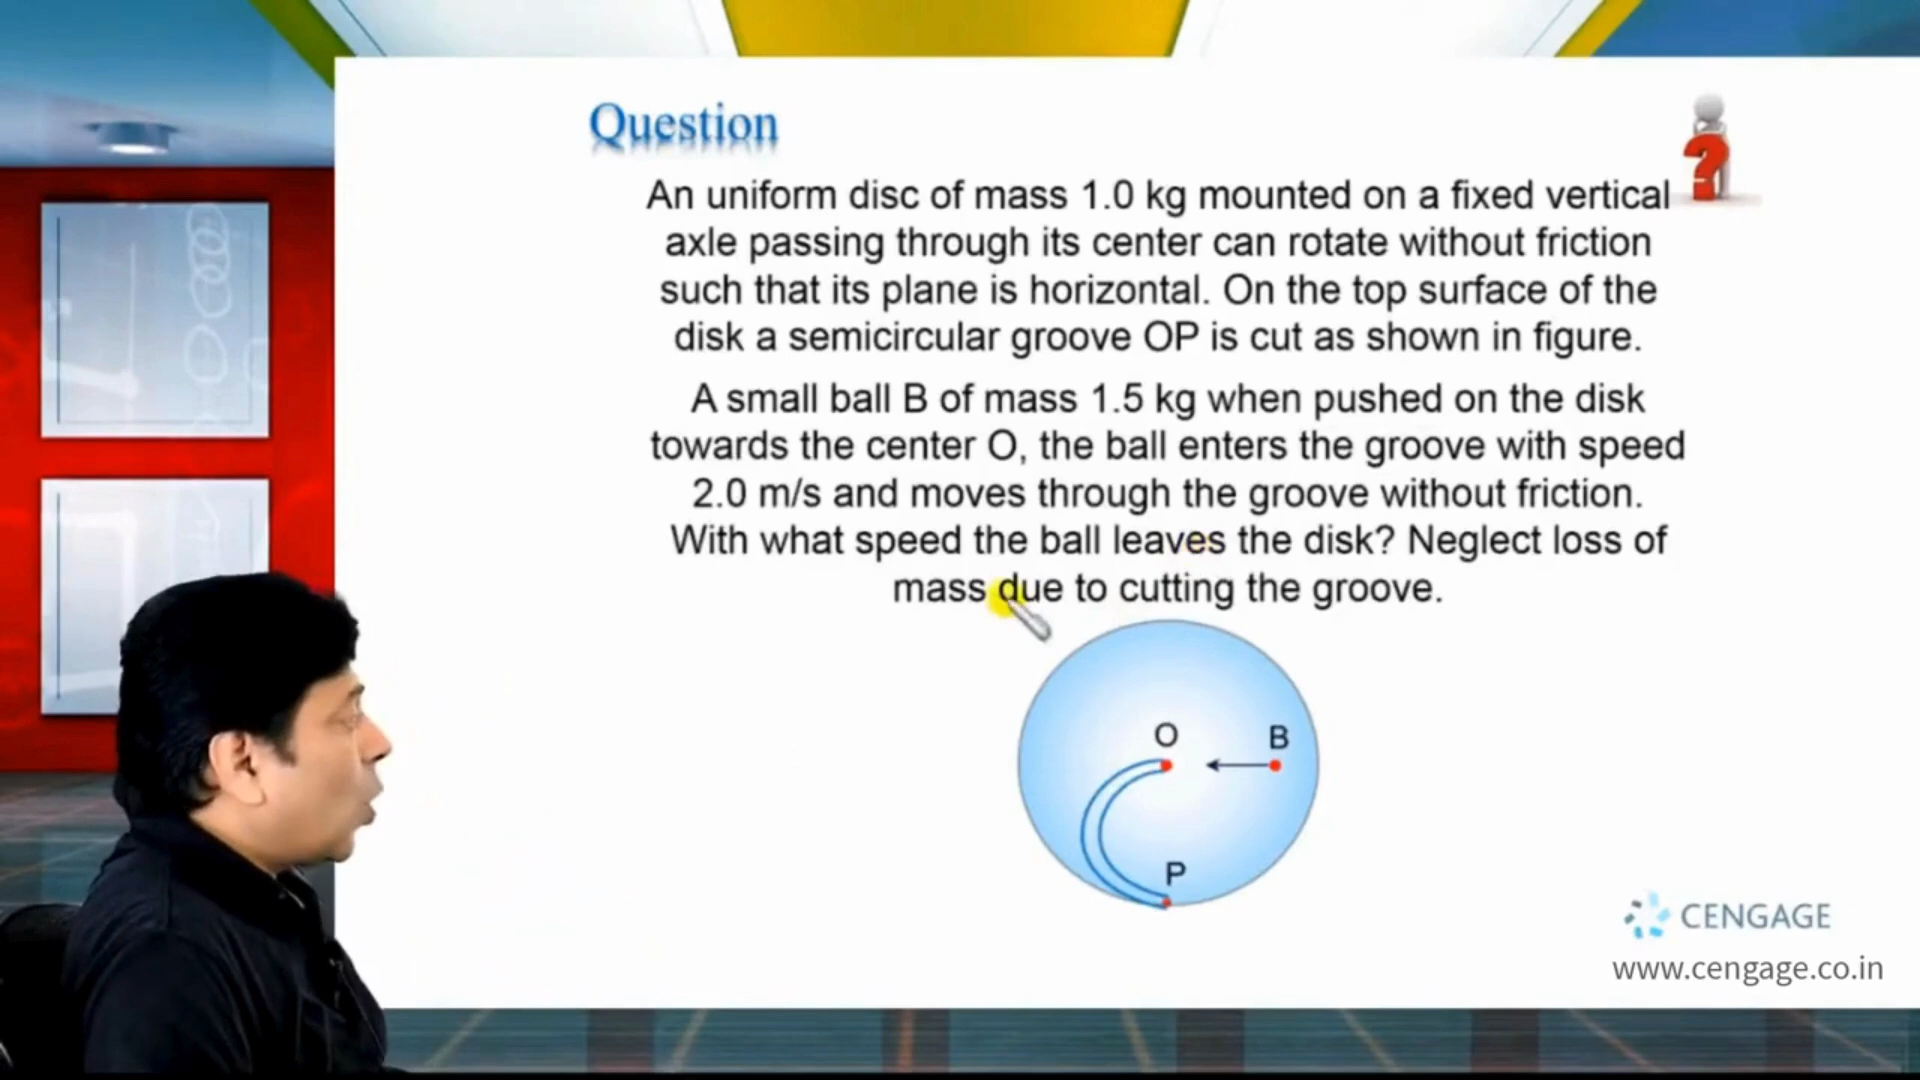 Question
An uniform disc of mass 1.0 kg mounted on a fixed vertical
axle passing through its center can rotate without friction
such that its plane is horizontal. On the top surface of the
disk a semicircular groove OP is cut as shown in figure.
A small ball B of mass 1.5 kg when pushed on the disk
towards the center O, the ball enters the groove with speed
2.0 m/s and moves through the groove without friction.
With what speed the ball leaves the disk? Neglect loss of
mass due to cutting the groove.
O
B
P
CENGAGE
www.cengage.co.in